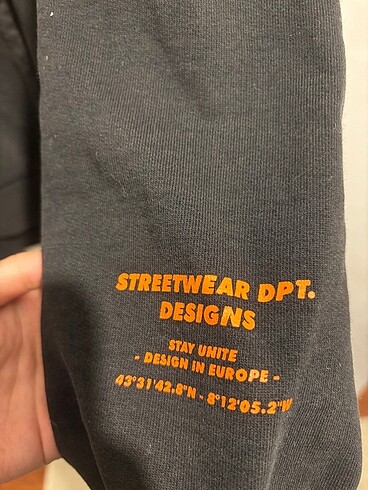 STREETWEAR DPT.
DESIGNS
STAY UNITE
- DESIGN IN EUROPE -
43°31'42.8"N - 8°12'05.2"W